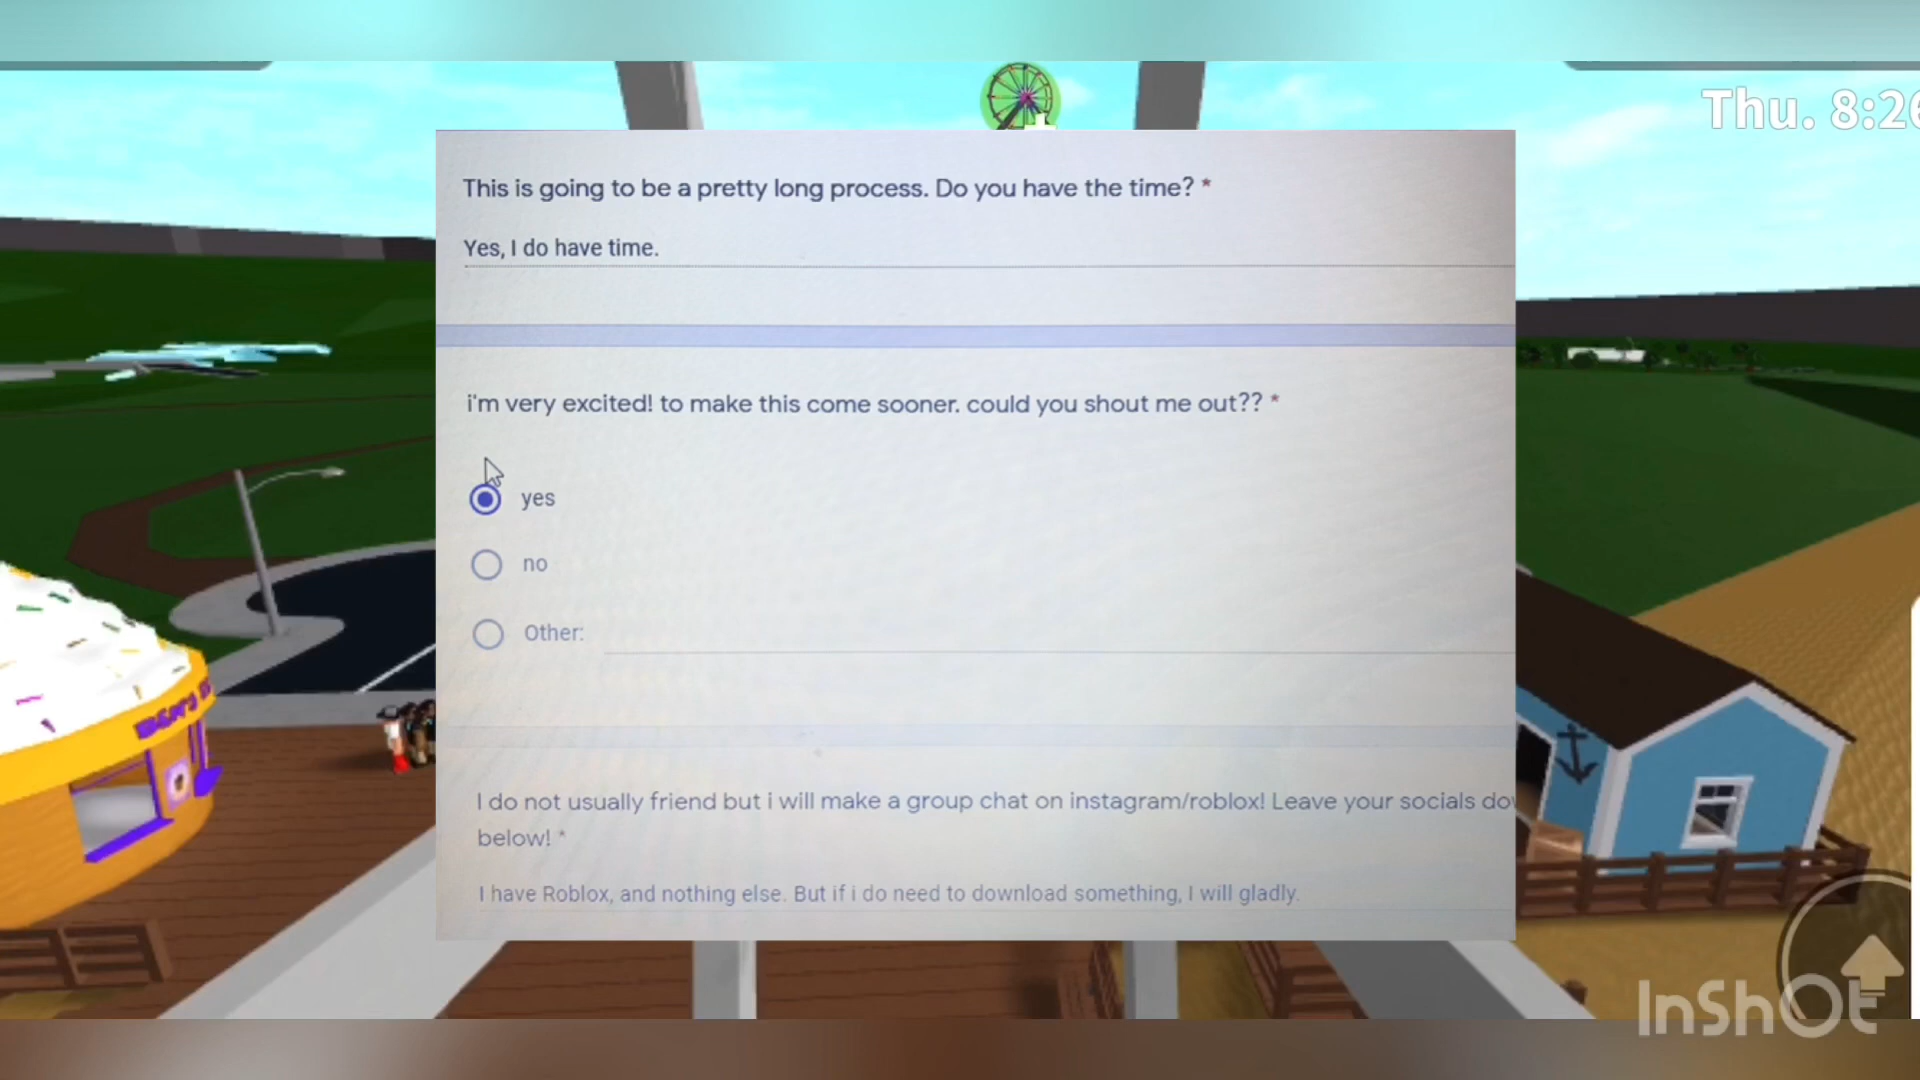 Thu. 8:26
This is going to be a pretty long process. Do you have the time? *
Yes, I do have time.
i'm very excited! to make this come sooner. could you shout me out?? *
yes
no
Other:
I do not usually friend but i will make a group chat on instagram/roblox! Leave your socials do
below! *
I have Roblox, and nothing else. But if i do need to download something, I will gladly.
InShOt